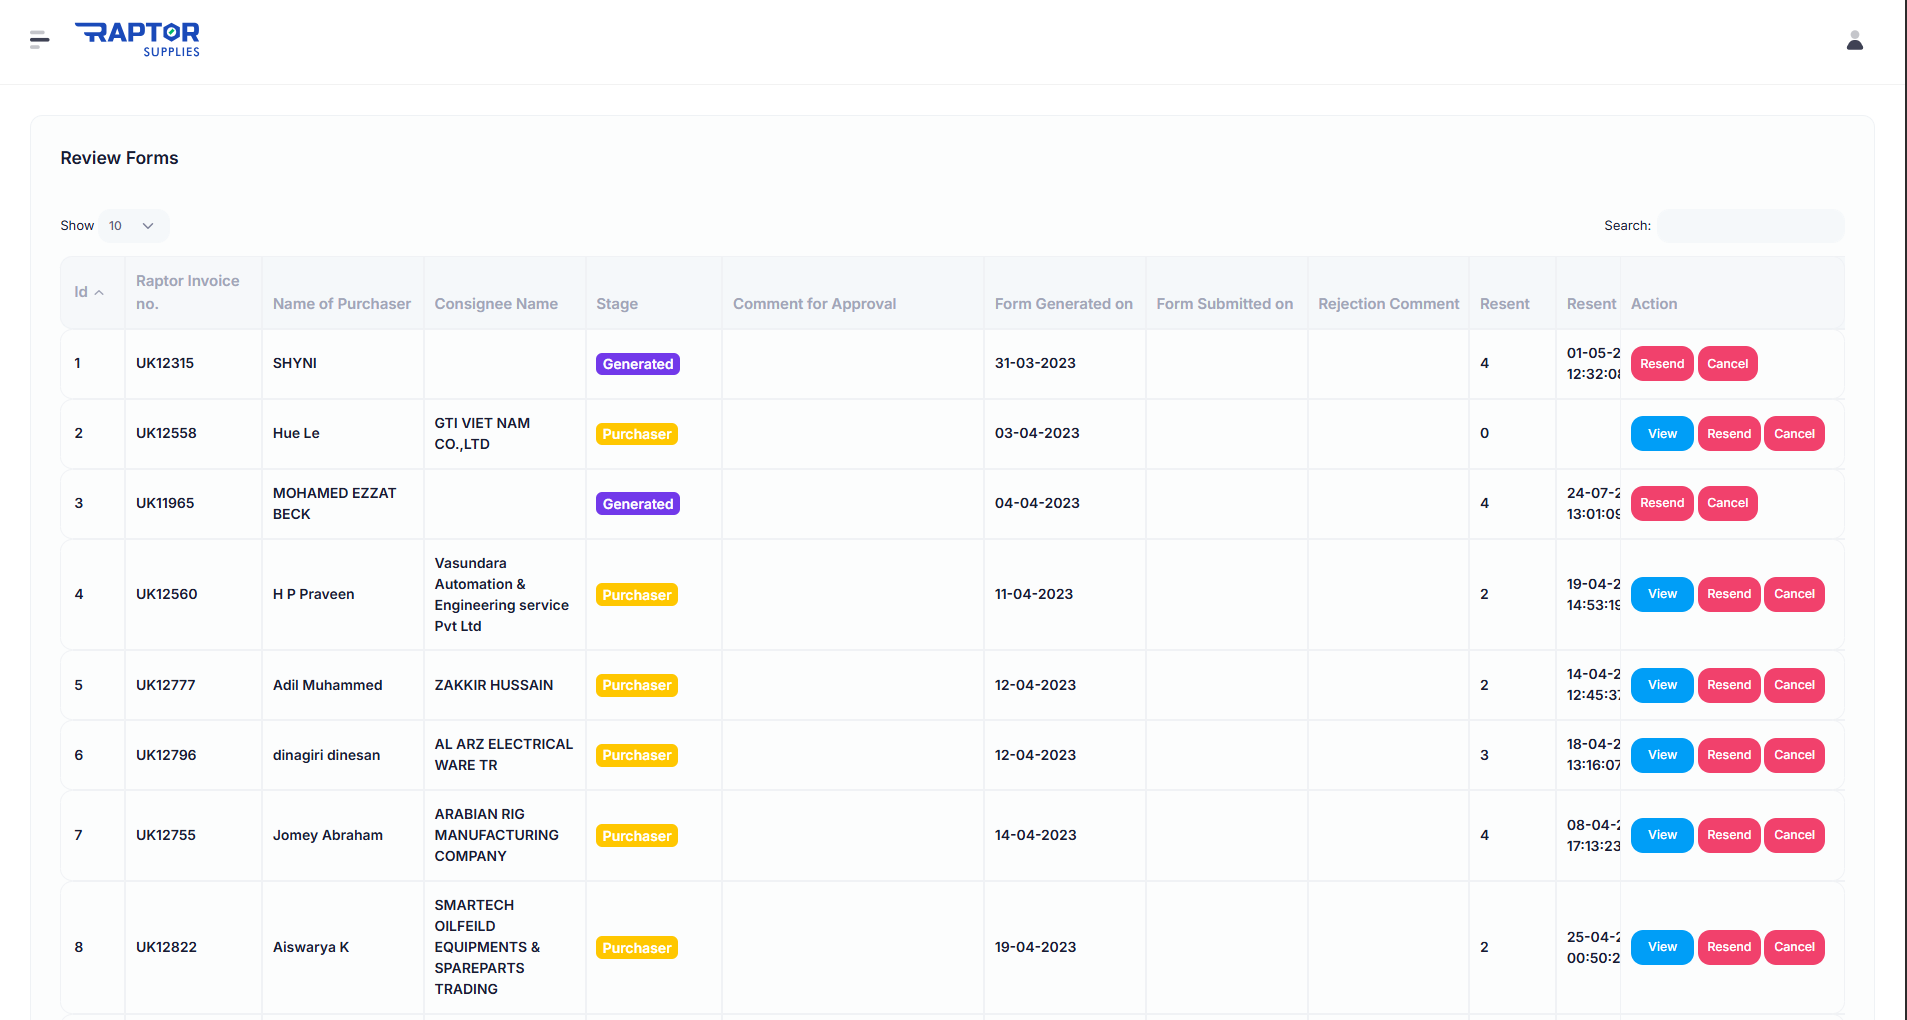 RAPTOR
SUPPLIES
Review Forms
Show 10
Search:
Id
Raptor Invoice
no.
Name of Purchaser
Consignee Name
Stage
Comment for Approval
Form Generated on
Form Submitted on
Rejection Comment
Resent
Resent
Action
1
UK12315
SHYNI
Generated
31-03-2023
4
01-05-2
12:32:08
Resend
Cancel
2
UK12558
Hue Le
GTI VIET NAM
CO.,LTD
Purchaser
03-04-2023
0
View
Resend
Cancel
3
UK11965
MOHAMED EZZAT
BECK
Generated
04-04-2023
4
24-07-2
13:01:09
Resend
Cancel
4
UK12560
H P Praveen
Vasundara
Automation &
Engineering service
Pvt Ltd
Purchaser
11-04-2023
2
19-04-2
14:53:19
View
Resend
Cancel
5
UK12777
Adil Muhammed
ZAKKIR HUSSAIN
Purchaser
12-04-2023
2
14-04-2
12:45:37
View
Resend
Cancel
6
UK12796
dinagiri dinesan
AL ARZ ELECTRICAL
WARE TR
Purchaser
12-04-2023
3
18-04-2
13:16:07
View
Resend
Cancel
7
UK12755
Jomey Abraham
ARABIAN RIG
MANUFACTURING
COMPANY
Purchaser
14-04-2023
4
08-04-2
17:13:23
View
Resend
Cancel
8
UK12822
Aiswarya K
SMARTECH
OILFEILD
EQUIPMENTS &
SPAREPARTS
TRADING
Purchaser
19-04-2023
2
25-04-2
00:50:2
View
Resend
Cancel